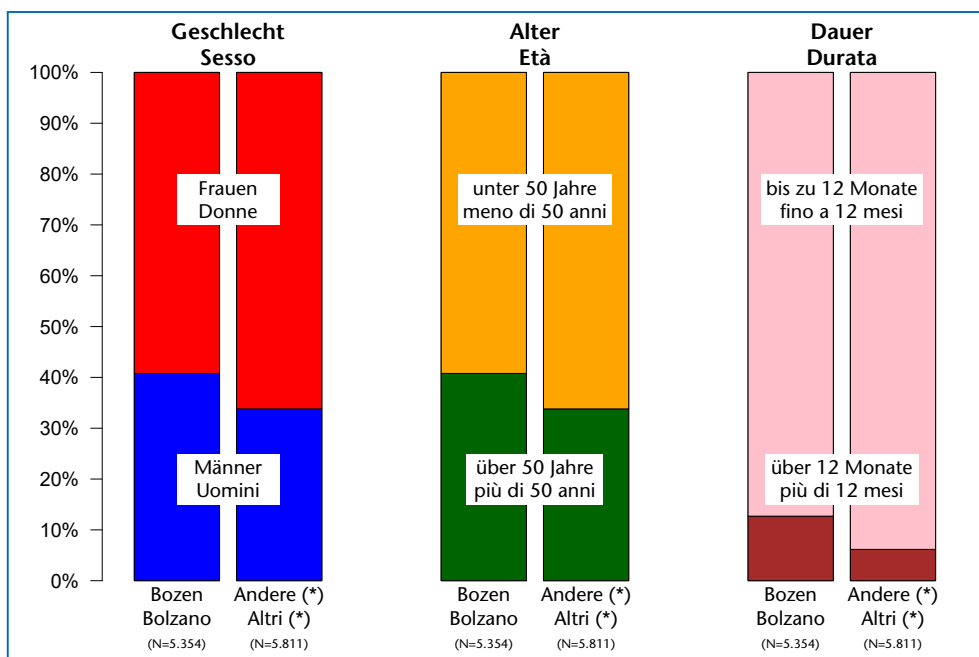 Geschlecht
Sesso
Alter
Età
Dauer
Durata
100%
90%
80%
70%
60%
50%
40%
30%
20%
10%
0%
Frauen
Donne
Männer
Uomini
unter 50 Jahre
meno di 50 anni
über 50 Jahre
più di 50 anni
bis zu 12 Monate
fino a 12 mesi
über 12 Monate
più di 12 mesi
Bozen
Bolzano
(N=5.354)
Andere (*)
Altri (*)
(N=5.811)
Bozen
Bolzano
(N=5.354)
Andere (*)
Altri (*)
(N=5.811)
Bozen
Bolzano
(N=5.354)
Andere (*)
Altri (*)
(N=5.811)